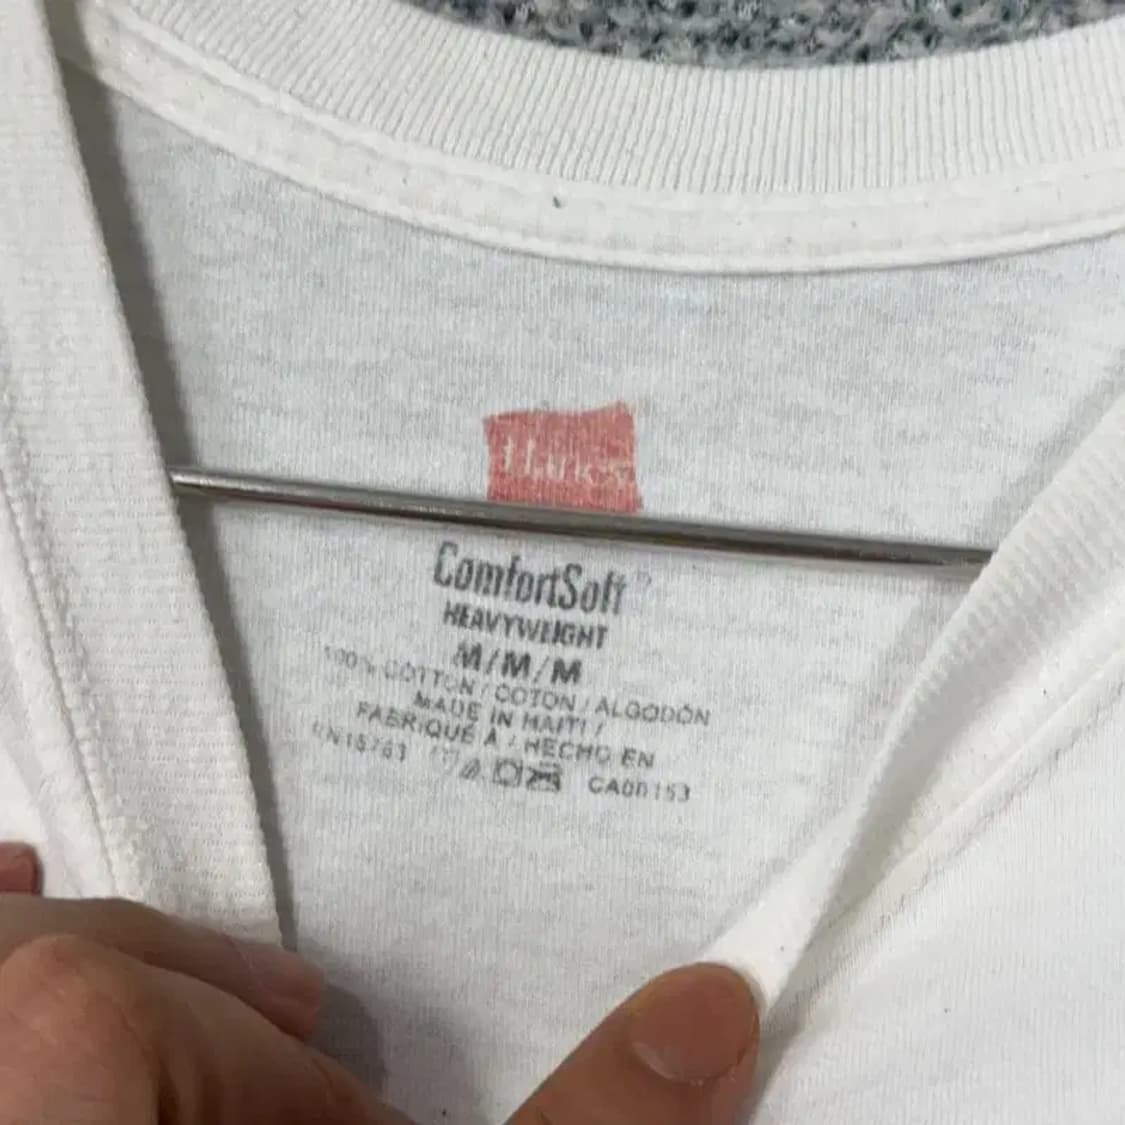 Hanes
ComfortSoft
HEAVYWEIGHT
M/M/M
100% COTTON / COTON / ALGODÓN
MADE IN HAITI /
FABRIQUÉ À / HECHO EN
RN15763 CA00153